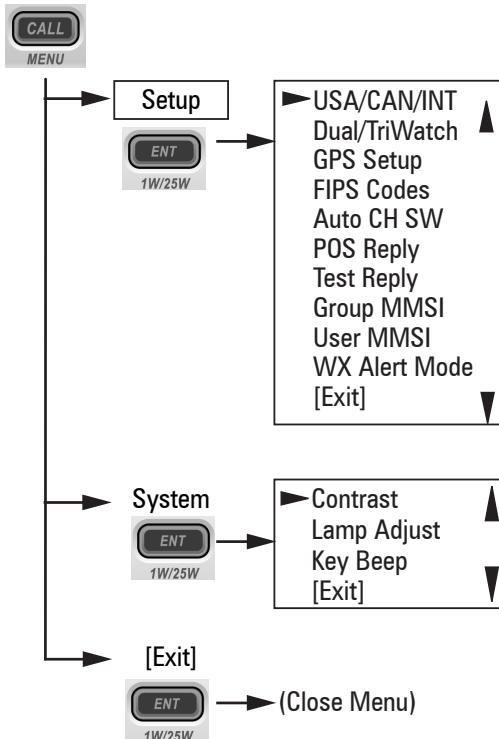 CALL
MENU
Setup
ENT
1W/25W
USA/CAN/INT
Dual/TriWatch
GPS Setup
FIPS Codes
Auto CH SW
POS Reply
Test Reply
Group MMSI
User MMSI
WX Alert Mode
[Exit]
System
ENT
1W/25W
Contrast
Lamp Adjust
Key Beep
[Exit]
[Exit]
ENT
1W/25W
(Close Menu)